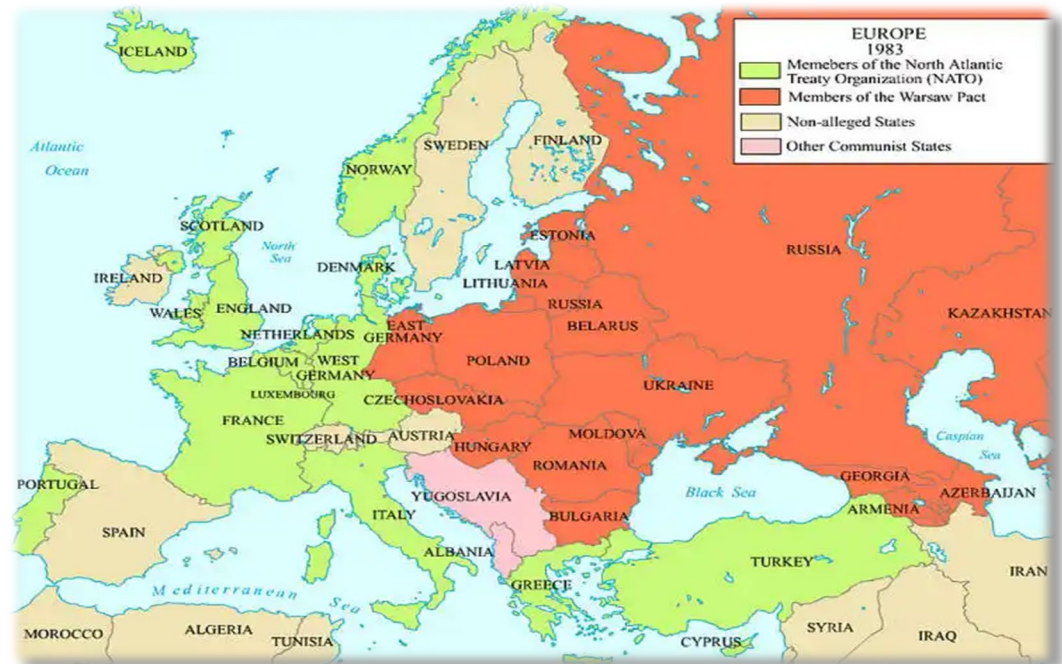 EUROPE
1983
Memebers of the North Atlantic
Treaty Organization (NATO)
Members of the Warsaw Pact
Non-alleged States
Other Communist States
ICELAND
Atlantic
Ocean
SWEDEN
FINLAND
NORWAY
SCOTLAND
North
Sea
ESTONIA
RUSSIA
IRELAND
DENMARK
LATVIA
LITHUANIA
WALES
ENGLAND
RUSSIA
KAZAKHSTAN
NETHERLANDS
EAST
GERMANY
BELARUS
BELGIUM
WEST
GERMANY
POLAND
LUXEMBOURG
CZECHOSLOVAKIA
UKRAINE
FRANCE
SWITZERLAND
AUSTRIA
HUNGARY
MOLDOVA
Caspian
Sea
ROMANIA
PORTUGAL
YUGOSLAVIA
Black Sea
GEORGIA
AZERBAIJAN
SPAIN
ITALY
BULGARIA
ARMENIA
ALBANIA
TURKEY
IRAN
GREECE
Mediterranean
Sea
MOROCCO
ALGERIA
TUNISIA
CYPRUS
SYRIA
IRAQ